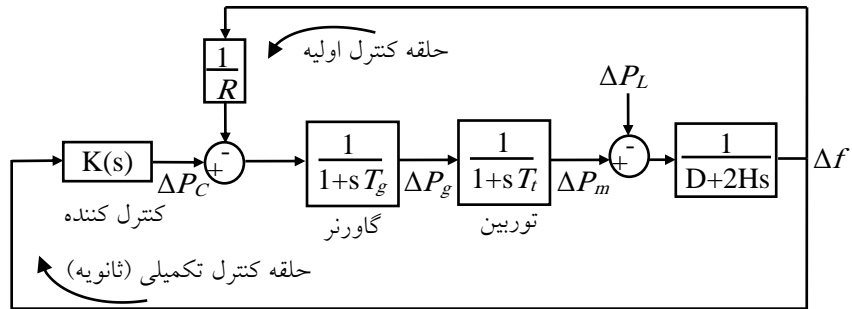 حلقه کنترل اولیه
1
R
ΔP_L
-
-
K(s)
+
1
1+sT_g
1
1+sT_t
+
1
D+2Hs
Δf
ΔP_C
ΔP_g
ΔP_m
کنترل کننده
گاورنر
توربین
حلقه کنترل تکمیلی (ثانویه)